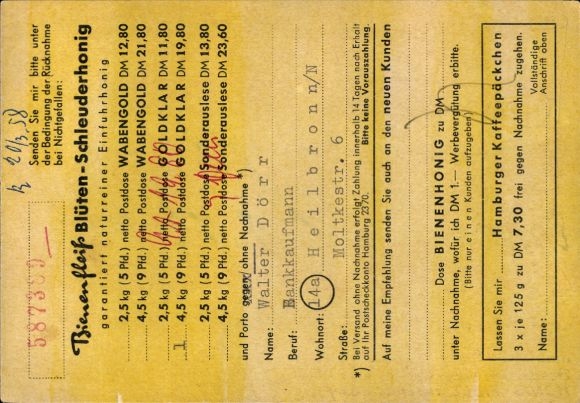 587300
k 20/3.58
Senden Sie mir bitte unter
der Bedingung der Rücknahme
bei Nichtgefallen:
Bienenfleiß Blüten-Schleuderhonig
garantiert naturreiner Einfuhrhonig
2,5 kg (5 Pfd.) netto Postdose WABENGOLD DM 12,80
4,5 kg (9 Pfd.) netto Postdose WABENGOLD DM 21,80
2,5 kg (5 Pfd.) netto Postdose GOLDKLAR DM 11,80
1 4,5 kg (9 Pfd.) netto Postdose GOLDKLAR DM 19,80
2,5 kg (5 Pfd.) netto Postdose Sonderauslese DM 13,80
4,5 kg (9 Pfd.) netto Postdose Sonderauslese DM 23,60
und Porto gegen/ohne Nachnahme *)
Name: Walter Dörr
Beruf: Bankkaufmann
Wohnort: 14a Heilbronn/N
Straße: Moltkestr. 6
*) Bei Versand ohne Nachnahme erfolgt Zahlung innerhalb 14 Tagen nach Erhalt
auf Ihr Postscheckkonto Hamburg 2370. Bitte keine Vorauszahlung.
Auf meine Empfehlung senden Sie auch an den neuen Kunden
Dose BIENENHONIG zu DM
unter Nachnahme, wofür ich DM 1.— Werbevergütung erbitte.
(Bitte nur einen Kunden aufzugeben)
Lassen Sie mir Hamburger Kaffeepäckchen
3 x je 125 g zu DM 7,30 frei gegen Nachnahme zugehen.
Name: Vollständige
Anschrift oben